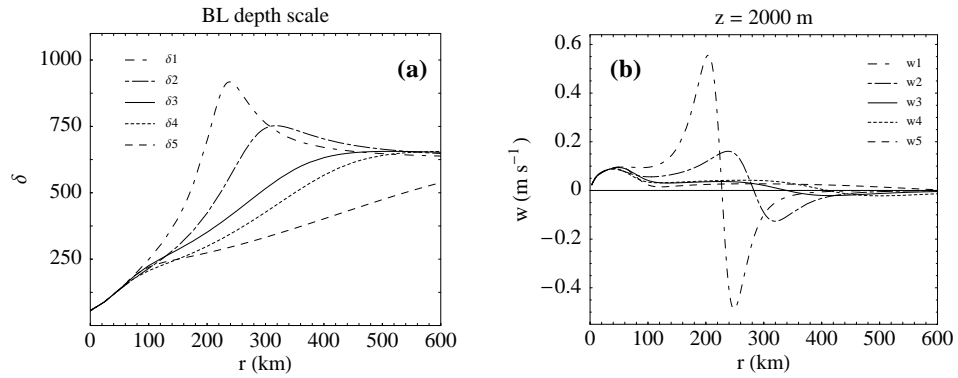 BL depth scale
1000
750
500
250
δ
δ1
δ2
δ3
δ4
δ5
(a)
0 100 200 300 400 500 600
r (km)
z = 2000 m
0.6
0.4
0.2
0
−0.2
−0.4
w (m s⁻¹)
(b)
w1
w2
w3
w4
w5
0 100 200 300 400 500 600
r (km)